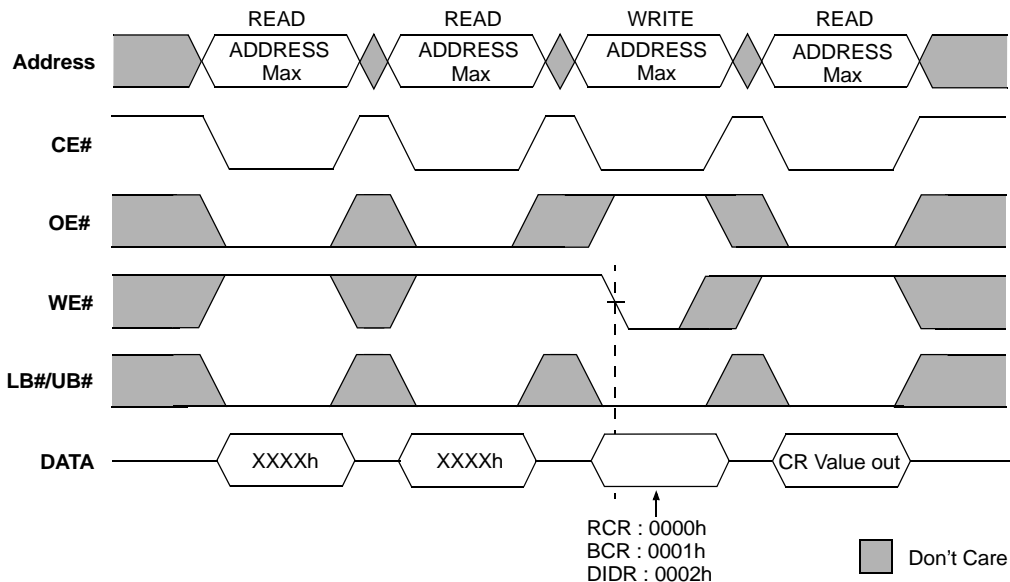 READ READ WRITE READ
Address ADDRESS Max ADDRESS Max ADDRESS Max ADDRESS Max
CE#
OE#
WE#
LB#/UB#
DATA XXXXh XXXXh CR Value out
RCR : 0000h
BCR : 0001h
DIDR : 0002h
Don't Care